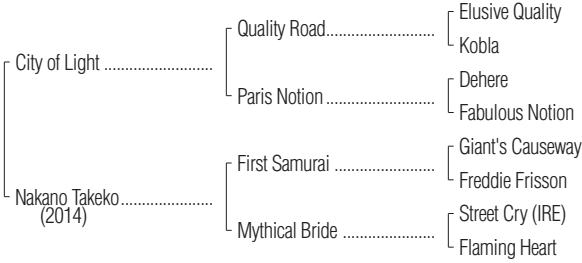 Elusive Quality
Quality Road
Kobla
City of Light
Dehere
Paris Notion
Fabulous Notion
Giant's Causeway
First Samurai
Freddie Frisson
Nakano Takeko
(2014)
Street Cry (IRE)
Mythical Bride
Flaming Heart